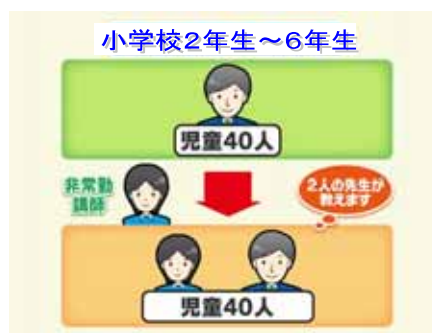 小学校２年生～６年生
児童40人
非常勤
講師
2人の先生が
教えます
児童40人